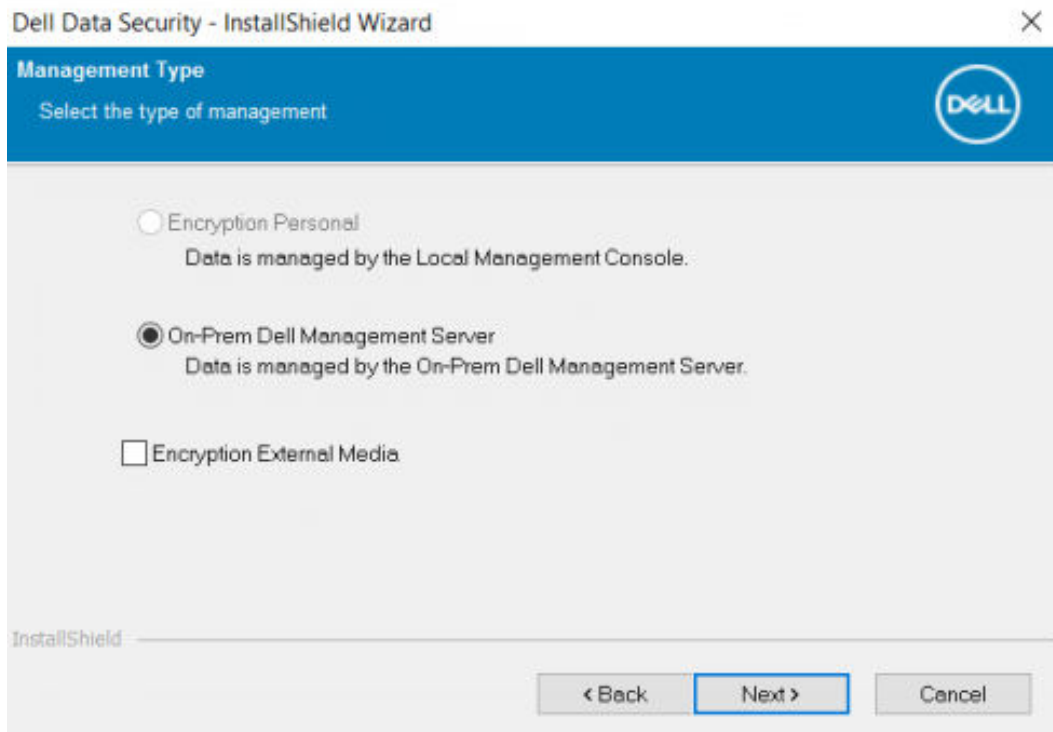 Dell Data Security - InstallShield Wizard
Management Type
Select the type of management
DELL
Encryption Personal
Data is managed by the Local Management Console.
On-Prem Dell Management Server
Data is managed by the On-Prem Dell Management Server.
Encryption External Media
InstallShield
< Back Next > Cancel